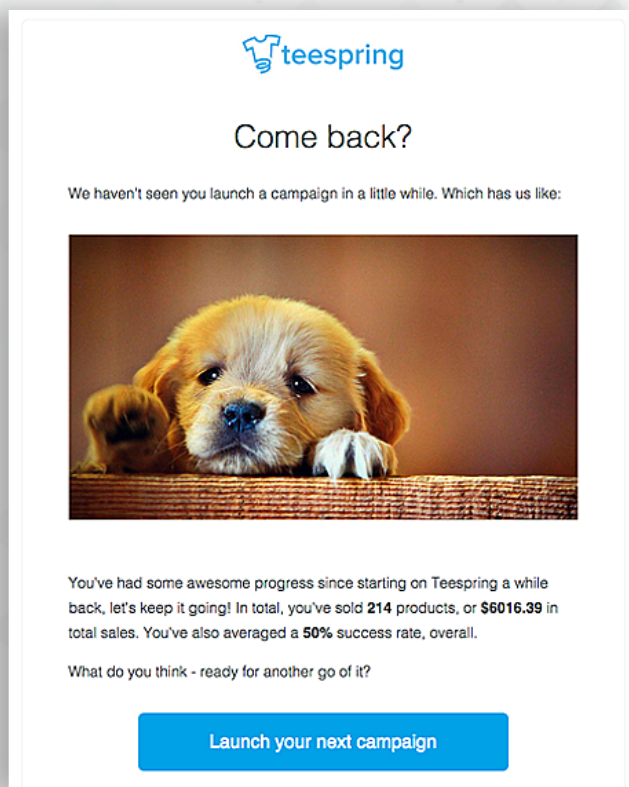 teespring
Come back?
We haven't seen you launch a campaign in a little while. Which has us like:
You've had some awesome progress since starting on Teespring a while
back, let's keep it going! In total, you've sold 214 products, or $6016.39 in
total sales. You've also averaged a 50% success rate, overall.
What do you think - ready for another go of it?
Launch your next campaign